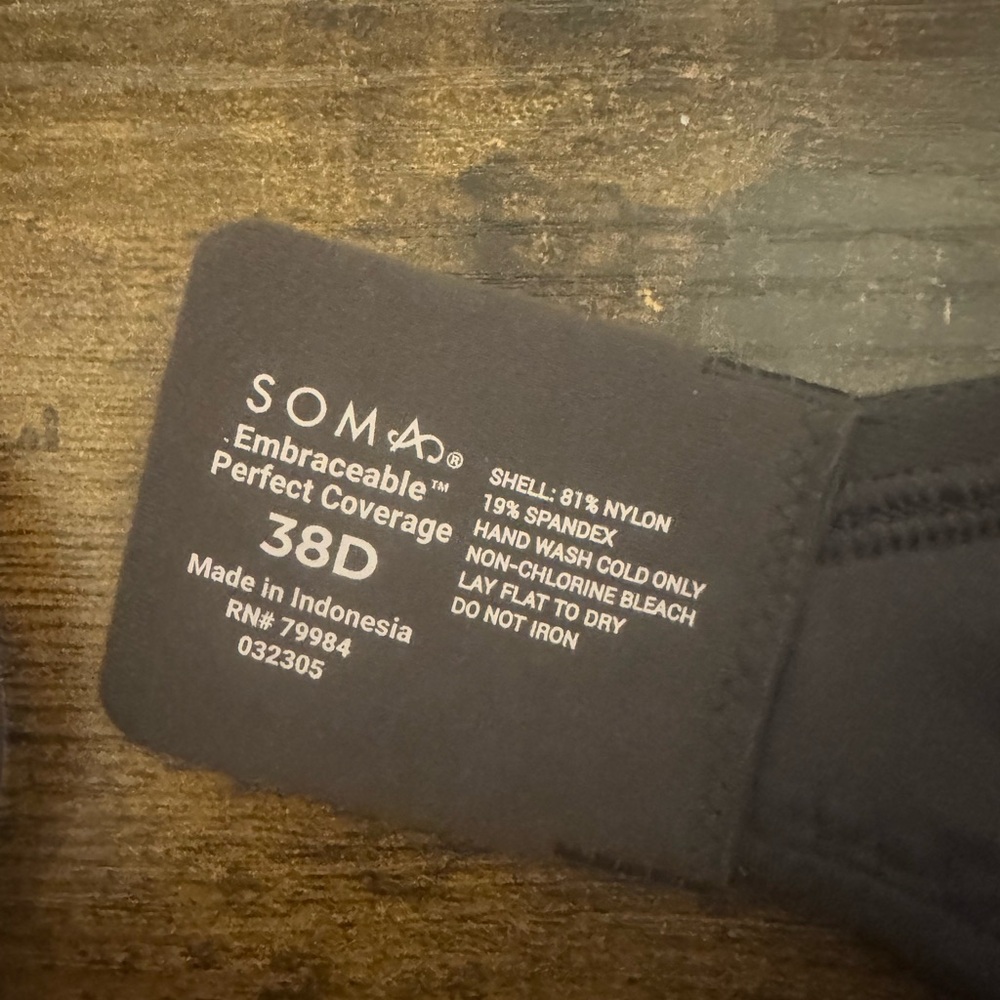 SOMA®
Embraceable™
Perfect Coverage
38D
Made in Indonesia
RN# 79984
032305
SHELL: 81% NYLON
19% SPANDEX
HAND WASH COLD ONLY
NON-CHLORINE BLEACH
LAY FLAT TO DRY
DO NOT IRON